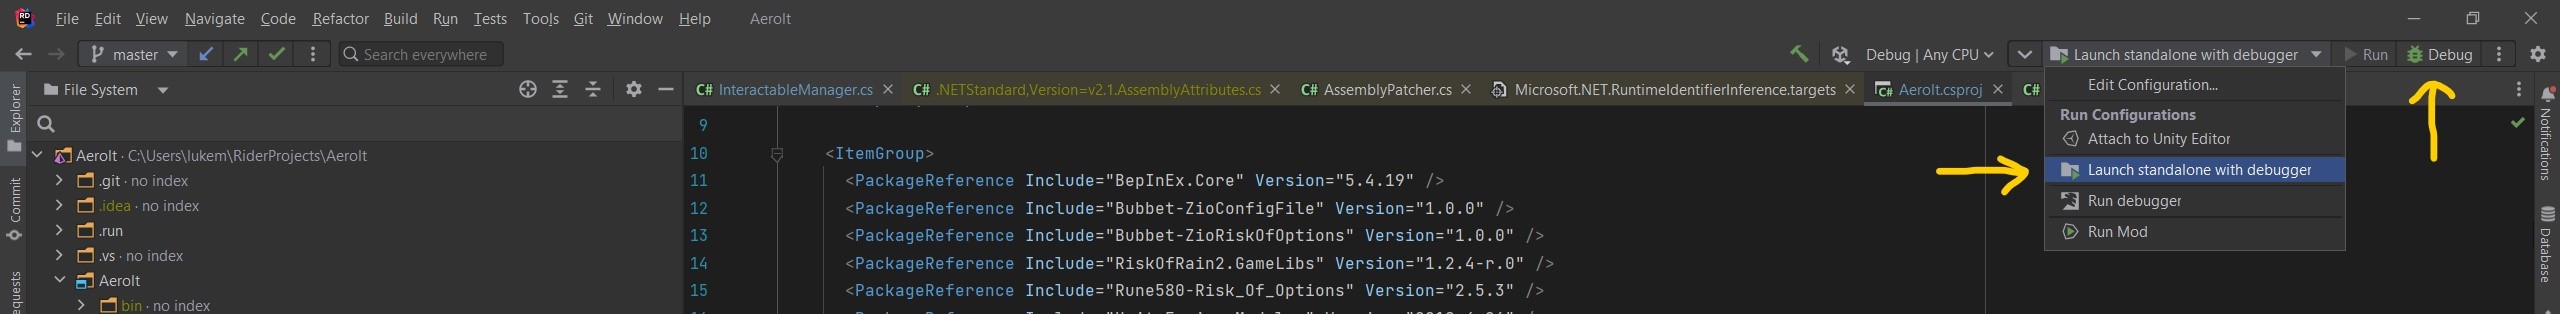 RD File Edit View Navigate Code Refactor Build Run Tests Tools Git Window Help AeroIt
master Search everywhere Debug | Any CPU Launch standalone with debugger Run Debug
Explorer
Commit
File System
AeroIt · C:\Users\lukem\RiderProjects\AeroIt
.git · no index
.idea · no index
.run
.vs · no index
AeroIt
bin · no index
C# InteractableManager.cs C# .NETStandard,Version=v2.1.AssemblyAttributes.cs C# AssemblyPatcher.cs Microsoft.NET.RuntimeIdentifierInference.targets AeroIt.csproj C#
9
10 <ItemGroup>
11 <PackageReference Include="BepInEx.Core" Version="5.4.19" />
12 <PackageReference Include="Bubbet-ZioConfigFile" Version="1.0.0" />
13 <PackageReference Include="Bubbet-ZioRiskOfOptions" Version="1.0.0" />
14 <PackageReference Include="RiskOfRain2.GameLibs" Version="1.2.4-r.0" />
15 <PackageReference Include="Rune580-Risk_Of_Options" Version="2.5.3" />
Edit Configuration...
Run Configurations
Attach to Unity Editor
Launch standalone with debugger
Run debugger
Run Mod
Notifications
Database